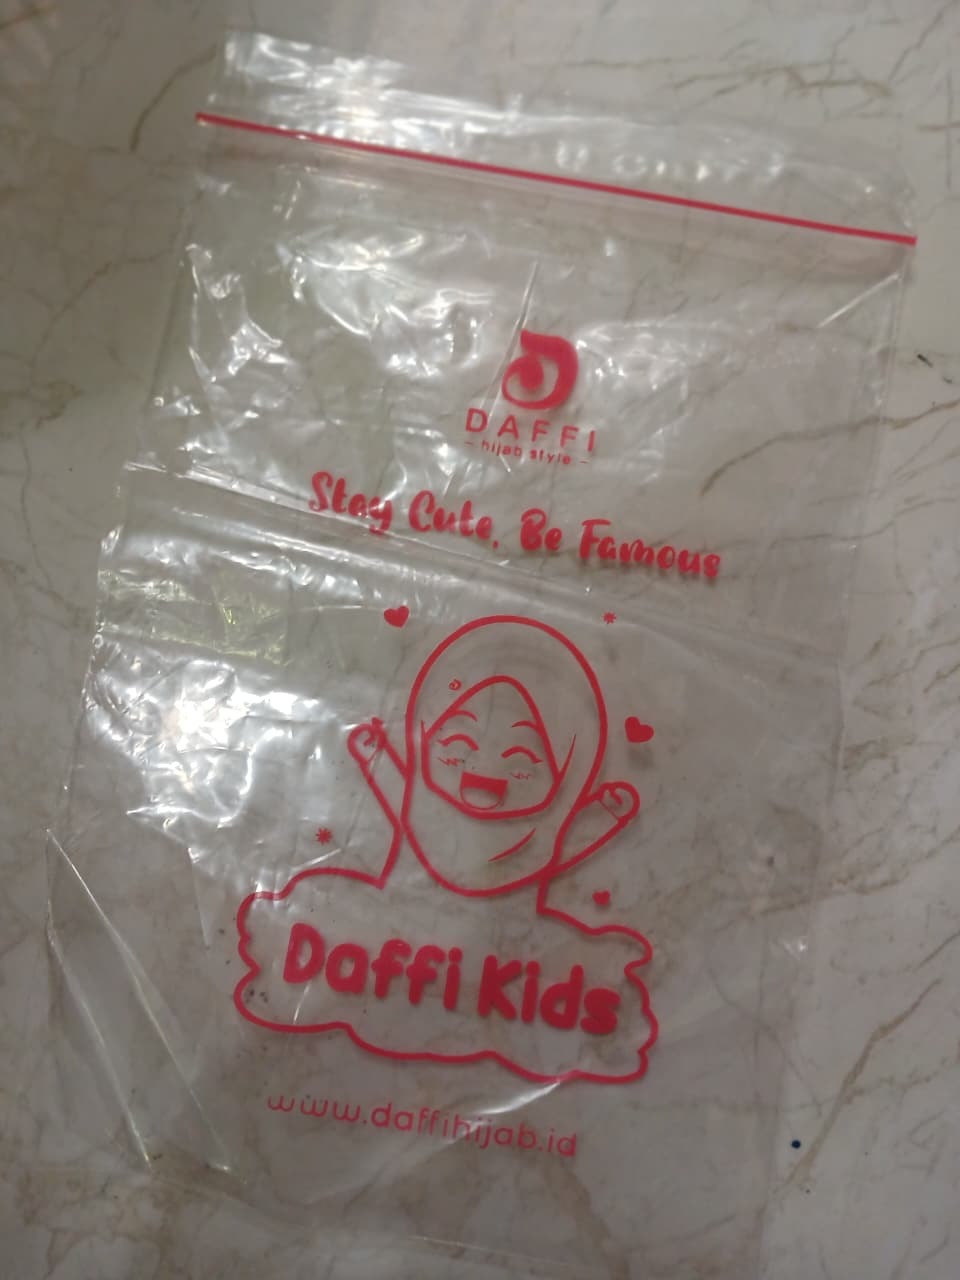 DAFFI
- hijab style -
Stay Cute, Be Famous
Daffi Kids
www.daffihijab.id